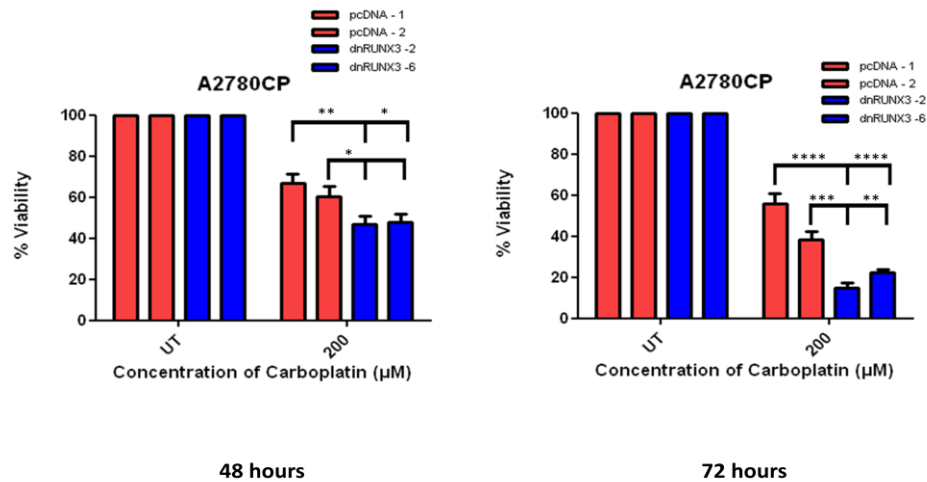 pcDNA - 1
pcDNA - 2
dnRUNX3 -2
dnRUNX3 -6
A2780CP
** *
*
100
80
60
40
20
0
% Viability
UT
200
Concentration of Carboplatin (µM)
48 hours
pcDNA - 1
pcDNA - 2
dnRUNX3 -2
dnRUNX3 -6
A2780CP
**** ****
*** **
100
80
60
40
20
0
% Viability
UT
200
Concentration of Carboplatin (µM)
72 hours